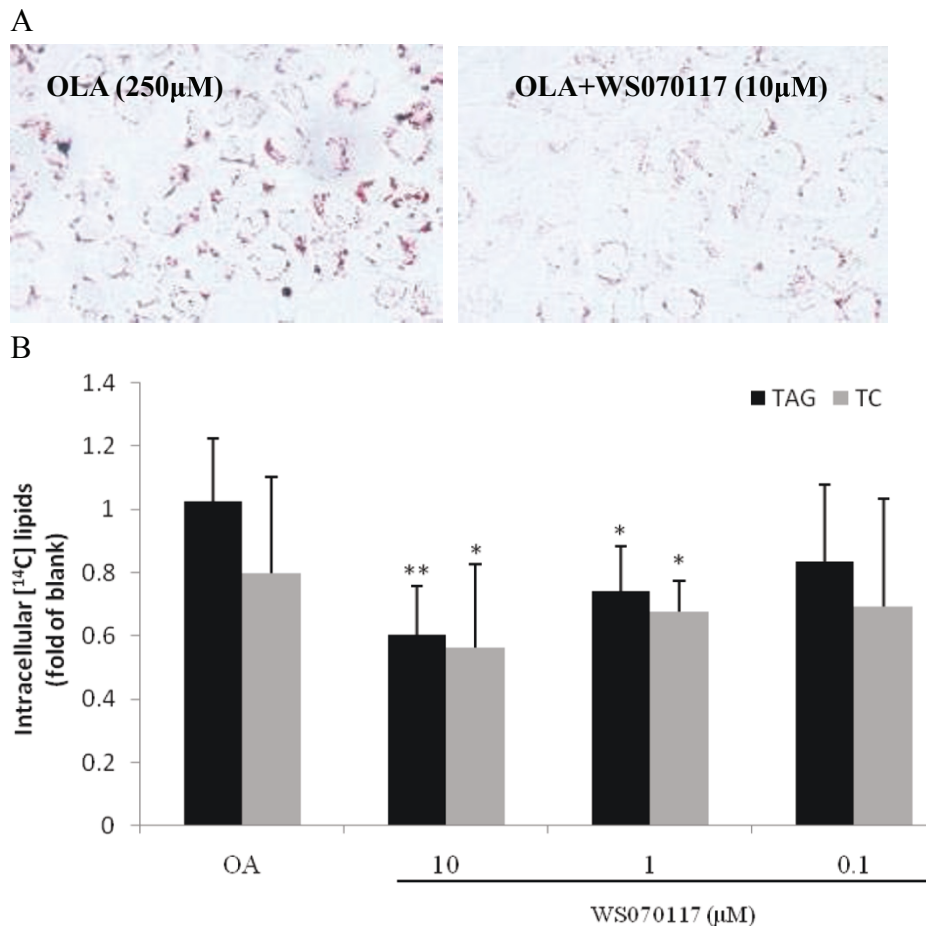 A
OLA (250μM)
OLA+WS070117 (10μM)
B
Intracellular [¹⁴C] lipids
(fold of blank)
1.4
1.2
1
0.8
0.6
0.4
0.2
0
TAG TC
** * * *
OA 10 1 0.1
WS070117 (μM)